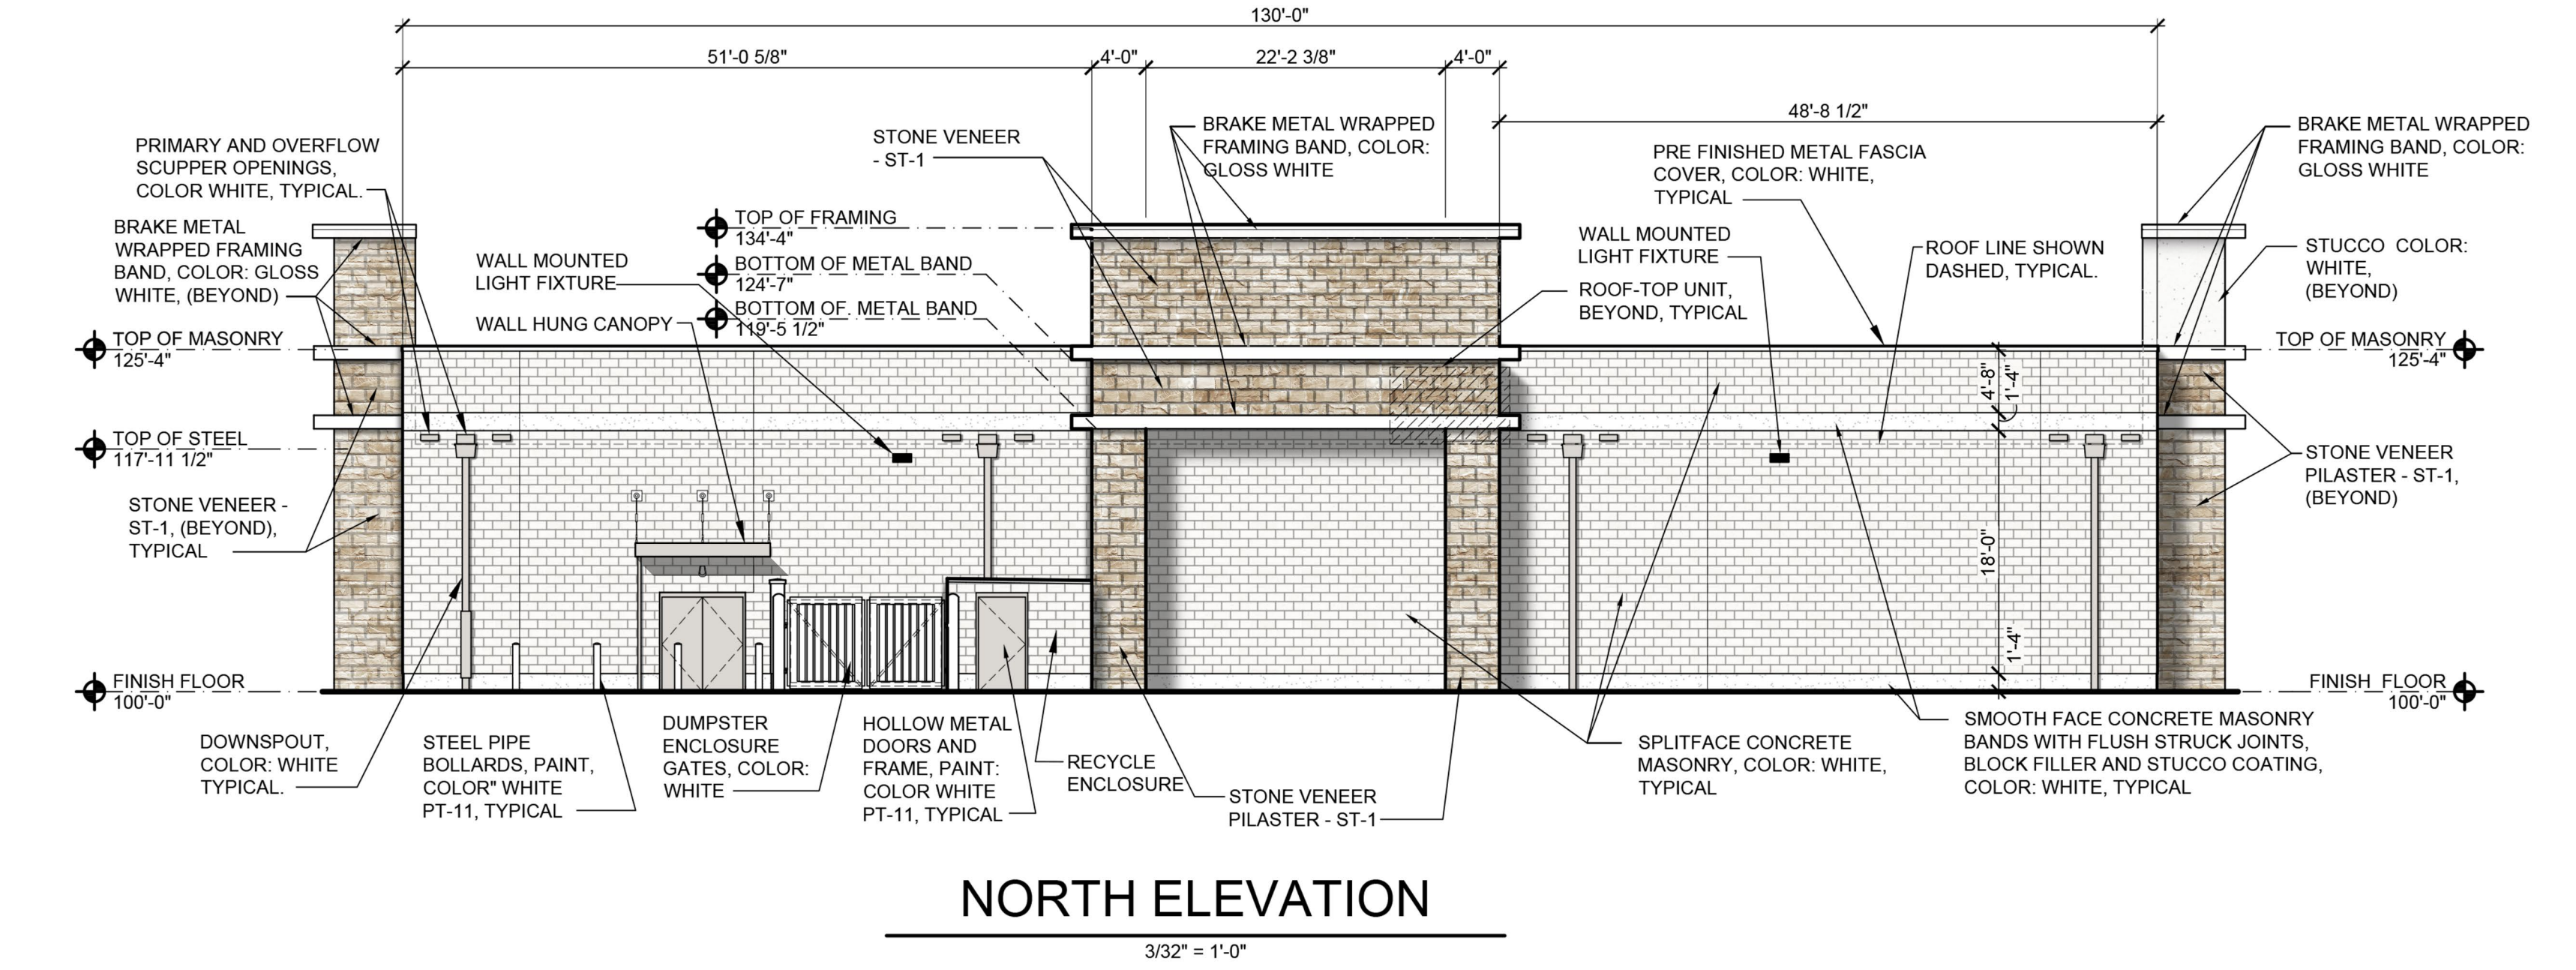 130'-0"
51'-0 5/8"
4'-0"
22'-2 3/8"
4'-0"
48'-8 1/2"
PRIMARY AND OVERFLOW
SCUPPER OPENINGS,
COLOR WHITE, TYPICAL.
BRAKE METAL
WRAPPED FRAMING
BAND, COLOR: GLOSS
WHITE, (BEYOND)
TOP OF MASONRY
125'-4"
TOP OF STEEL
117'-11 1/2"
STONE VENEER -
ST-1, (BEYOND),
TYPICAL
FINISH FLOOR
100'-0"
WALL MOUNTED
LIGHT FIXTURE
WALL HUNG CANOPY
TOP OF FRAMING
134'-4"
BOTTOM OF METAL BAND
124'-7"
BOTTOM OF. METAL BAND
119'-5 1/2"
STONE VENEER
- ST-1
BRAKE METAL WRAPPED
FRAMING BAND, COLOR:
GLOSS WHITE
WALL MOUNTED
LIGHT FIXTURE
ROOF-TOP UNIT,
BEYOND, TYPICAL
PRE FINISHED METAL FASCIA
COVER, COLOR: WHITE,
TYPICAL
ROOF LINE SHOWN
DASHED, TYPICAL.
BRAKE METAL WRAPPED
FRAMING BAND, COLOR:
GLOSS WHITE
STUCCO COLOR:
WHITE,
(BEYOND)
TOP OF MASONRY
125'-4"
STONE VENEER
PILASTER - ST-1,
(BEYOND)
FINISH FLOOR
100'-0"
4'-8"
1'-4"
18'-0"
1'-4"
DOWNSPOUT,
COLOR: WHITE
TYPICAL.
STEEL PIPE
BOLLARDS, PAINT,
COLOR" WHITE
PT-11, TYPICAL
DUMPSTER
ENCLOSURE
GATES, COLOR:
WHITE
HOLLOW METAL
DOORS AND
FRAME, PAINT:
COLOR WHITE
PT-11, TYPICAL
RECYCLE
ENCLOSURE
STONE VENEER
PILASTER - ST-1
SPLITFACE CONCRETE
MASONRY, COLOR: WHITE,
TYPICAL
SMOOTH FACE CONCRETE MASONRY
BANDS WITH FLUSH STRUCK JOINTS,
BLOCK FILLER AND STUCCO COATING,
COLOR: WHITE, TYPICAL
NORTH ELEVATION
3/32" = 1'-0"